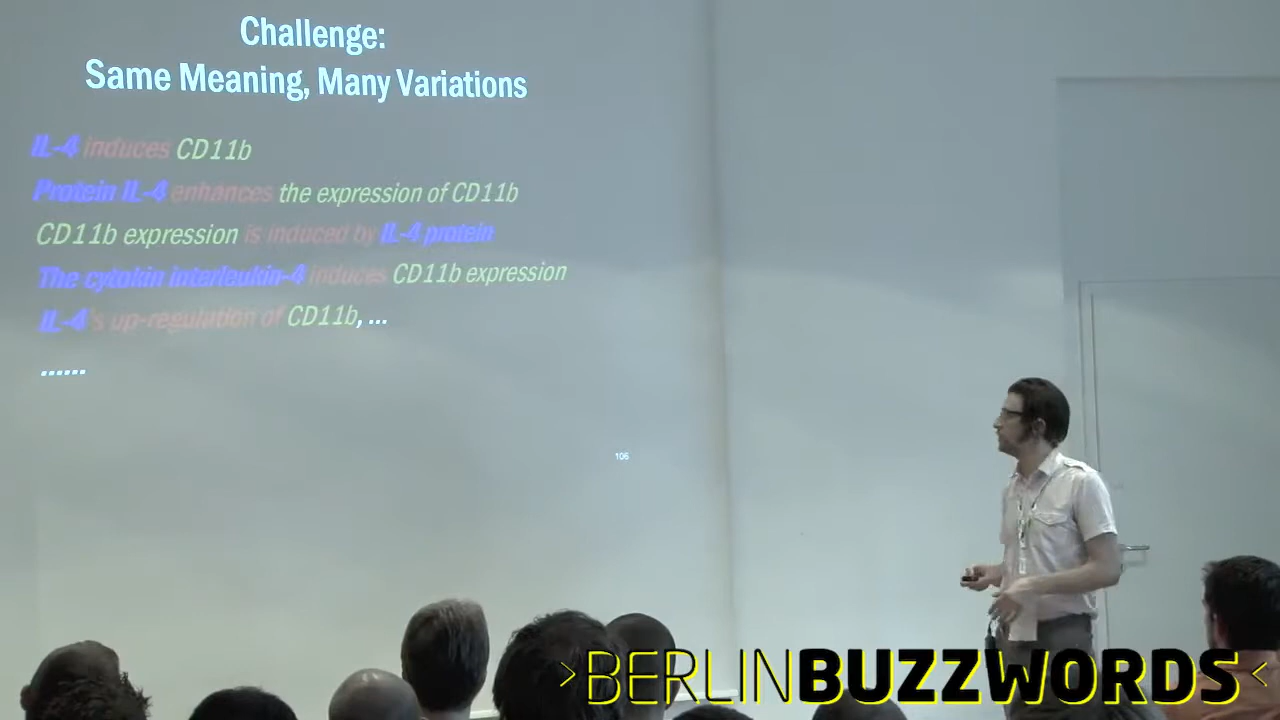 Challenge:
Same Meaning, Many Variations
IL-4 induces CD11b
Protein IL-4 enhances the expression of CD11b
CD11b expression is induced by IL-4 protein
The cytokin interleukin-4 induces CD11b expression
IL-4's up-regulation of CD11b, ...
......
106
>BERLINBUZZWORDS<